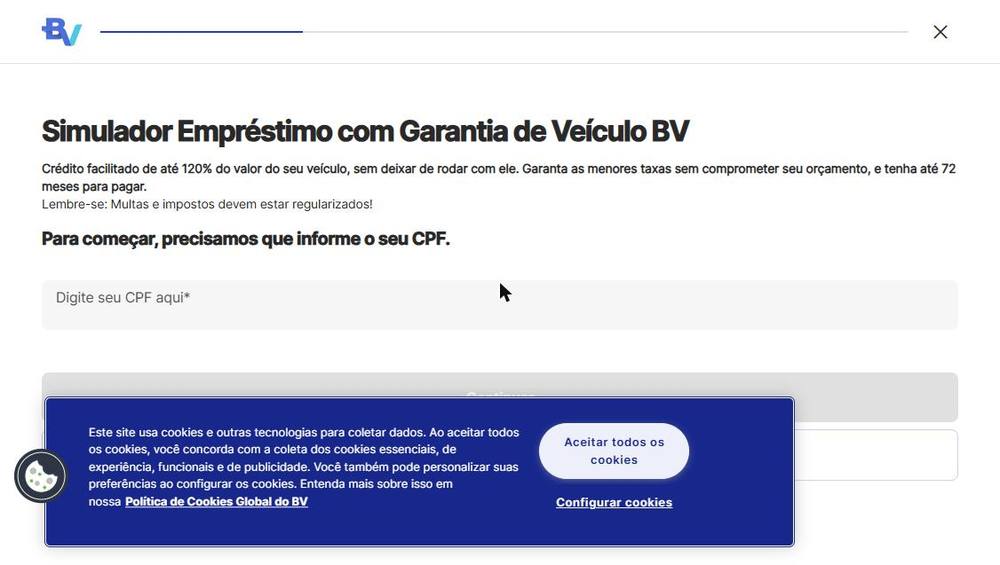 BV
Simulador Empréstimo com Garantia de Veículo BV
Crédito facilitado de até 120% do valor do seu veículo, sem deixar de rodar com ele. Garanta as menores taxas sem comprometer seu orçamento, e tenha até 72
meses para pagar.
Lembre-se: Multas e impostos devem estar regularizados!
Para começar, precisamos que informe o seu CPF.
Digite seu CPF aqui*
Este site usa cookies e outras tecnologias para coletar dados. Ao aceitar todos
os cookies, você concorda com a coleta dos cookies essenciais, de
experiência, funcionais e de publicidade. Você também pode personalizar suas
preferências ao configurar os cookies. Entenda mais sobre isso em
nossa Política de Cookies Global do BV
Aceitar todos os
cookies
Configurar cookies